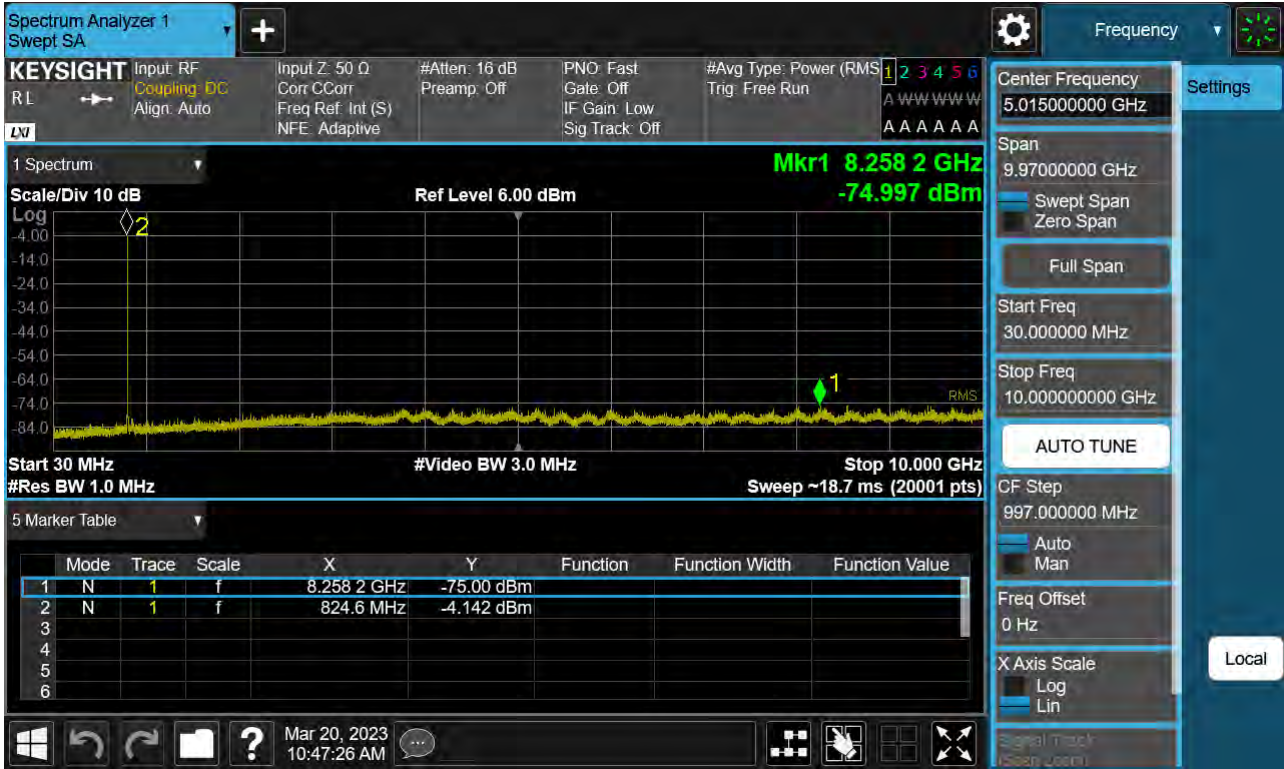 Spectrum Analyzer 1
Swept SA
+
Frequency
KEYSIGHT
R L
LXI
Input: RF
Coupling: DC
Align: Auto
Input Z: 50 Ω
Corr CCorr
Freq Ref: Int (S)
NFE: Adaptive
#Atten: 16 dB
Preamp: Off
PNO: Fast
Gate: Off
IF Gain: Low
Sig Track: Off
#Avg Type: Power (RMS
Trig: Free Run
1 2 3 4 5 6
A W W W W W
A A A A A A
1 Spectrum
Mkr1 8.258 2 GHz
Scale/Div 10 dB
Ref Level 6.00 dBm
-74.997 dBm
Log
2
-4.00
-14.0
-24.0
-34.0
-44.0
-54.0
-64.0
1
RMS
-74.0
-84.0
Start 30 MHz
#Video BW 3.0 MHz
Stop 10.000 GHz
#Res BW 1.0 MHz
Sweep ~18.7 ms (20001 pts)
5 Marker Table
Mode Trace Scale X Y Function Function Width Function Value
1 N 1 f 8.258 2 GHz -75.00 dBm
2 N 1 f 824.6 MHz -4.142 dBm
3
4
5
6
Center Frequency
5.015000000 GHz
Settings
Span
9.97000000 GHz
Swept Span
Zero Span
Full Span
Start Freq
30.000000 MHz
Stop Freq
10.000000000 GHz
AUTO TUNE
CF Step
997.000000 MHz
Auto
Man
Freq Offset
0 Hz
X Axis Scale
Log
Lin
Local
Signal Track
(Span Zoom)
?
Mar 20, 2023
10:47:26 AM